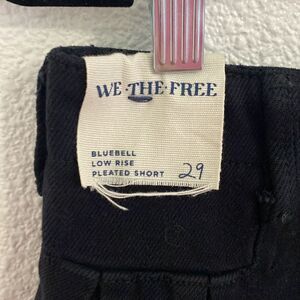 WE THE FREE
BLUEBELL
LOW RISE
PLEATED SHORT 29